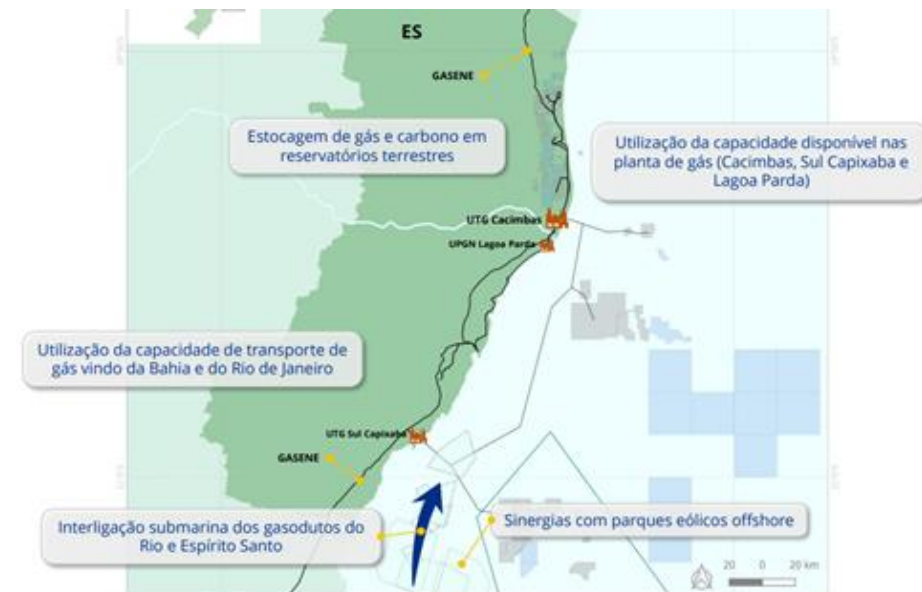 ES
GASENE
Estocagem de gás e carbono em
reservatórios terrestres
Utilização da capacidade disponível nas
planta de gás (Cacimbas, Sul Capixaba e
Lagoa Parda)
UTG Cacimbas
UPGN Lagoa Parda
Utilização da capacidade de transporte de
gás vindo da Bahia e do Rio de Janeiro
UTG Sul Capixaba
GASENE
Interligação submarina dos gasodutos do
Rio e Espírito Santo
Sinergias com parques eólicos offshore
20 0 20 km